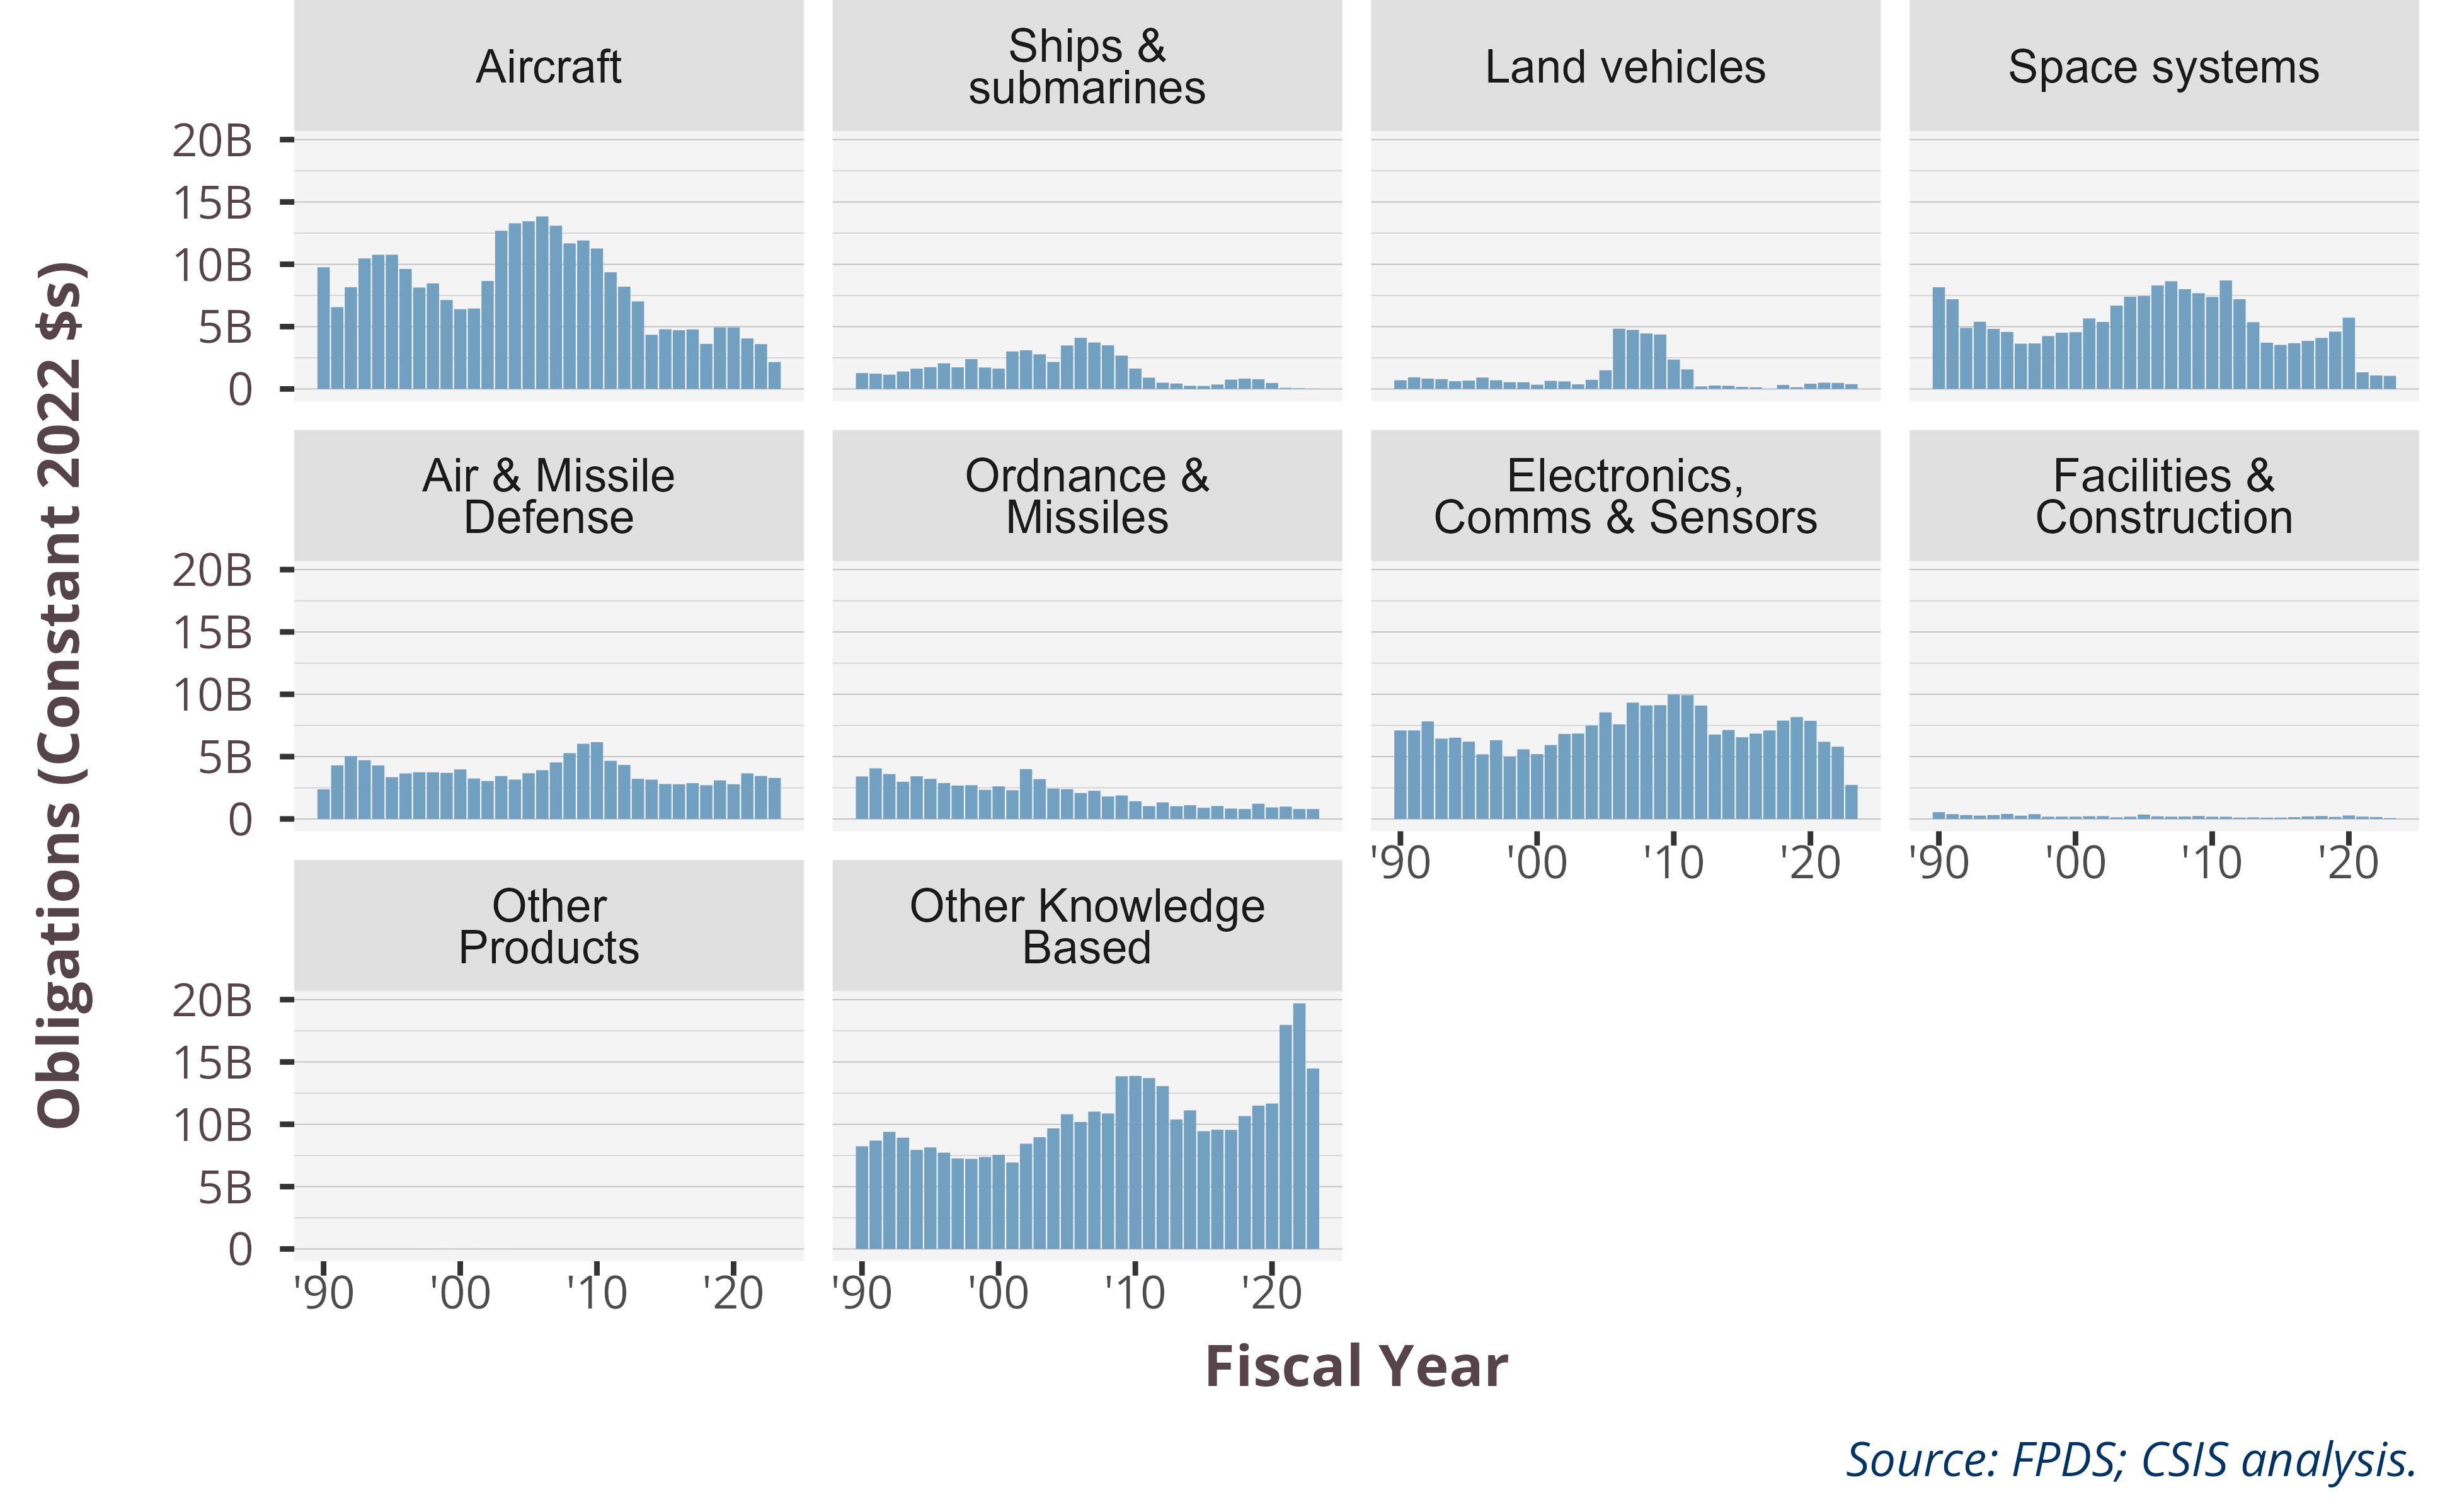 Aircraft
Ships &
submarines
Land vehicles
Space systems
20B
15B
10B
5B
0
Air & Missile
Defense
Ordnance &
Missiles
Electronics,
Comms & Sensors
Facilities &
Construction
20B
15B
10B
5B
0
'90 '00 '10 '20
'90 '00 '10 '20
Other
Products
Other Knowledge
Based
20B
15B
10B
5B
0
'90 '00 '10 '20
'90 '00 '10 '20
Obligations (Constant 2022 $s)
Fiscal Year
Source: FPDS; CSIS analysis.